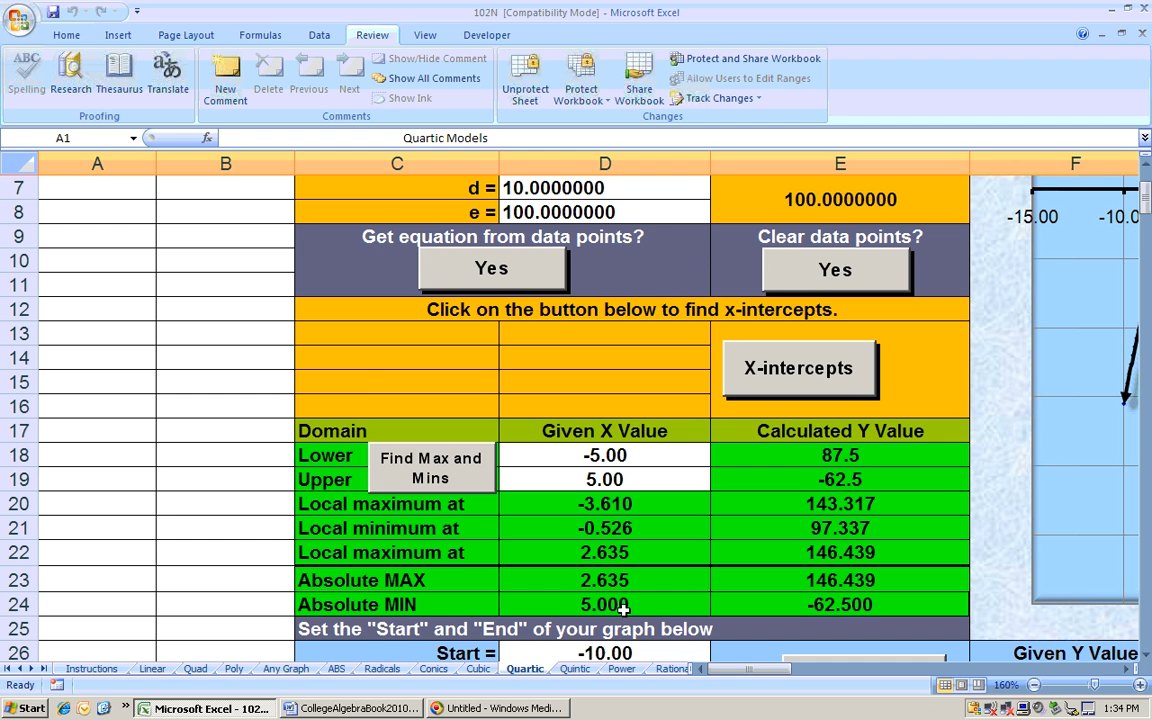 102N [Compatibility Mode] - Microsoft Excel
Home Insert Page Layout Formulas Data Review View Developer
Show/Hide Comment
Protect and Share Workbook
Show All Comments
Allow Users to Edit Ranges
Show Ink
Track Changes
Spelling Research Thesaurus Translate
New Comment
Delete Previous Next
Unprotect Sheet
Protect Workbook
Share Workbook
Proofing Comments Changes
A1 fx Quartic Models
A B C D E F
7 d = 10.0000000
100.0000000 -15.00 -10.0
8 e = 100.0000000
9 Get equation from data points? Clear data points?
10 Yes Yes
11
12 Click on the button below to find x-intercepts.
13
14 X-intercepts
15
16
17 Domain Given X Value Calculated Y Value
18 Lower -5.00 87.5
Find Max and Mins
19 Upper 5.00 -62.5
20 Local maximum at -3.610 143.317
21 Local minimum at -0.526 97.337
22 Local maximum at 2.635 146.439
23 Absolute MAX 2.635 146.439
24 Absolute MIN 5.000 -62.500
25 Set the "Start" and "End" of your graph below
26 Start = -10.00 Given Y Value
Instructions Linear Quad Poly Any Graph ABS Radicals Conics Cubic Quartic Quintic Power Rationa
Ready 160%
Start Microsoft Excel - 102... CollegeAlgebraBook2010... Untitled - Windows Medi... 1:34 PM